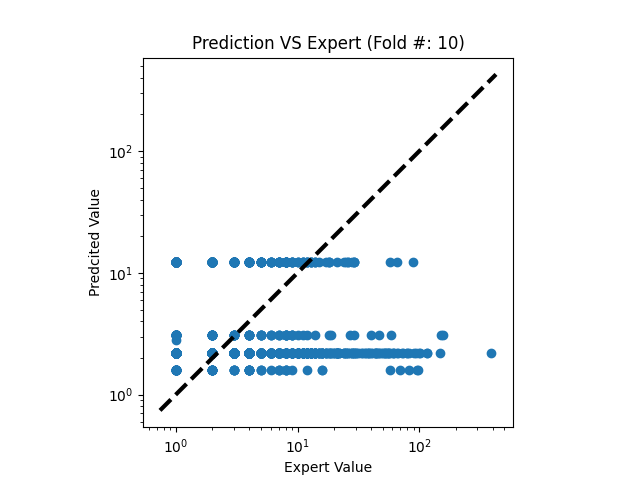 Prediction VS Expert (Fold #: 10)
Predcited Value
10²
10¹
10⁰
10⁰ 10¹ 10²
Expert Value